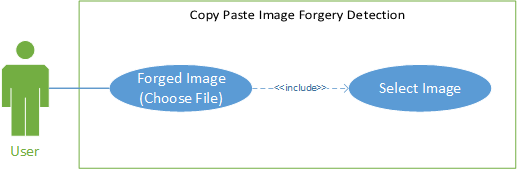 Copy Paste Image Forgery Detection
Forged Image
(Choose File)
<<include>>
Select Image
User